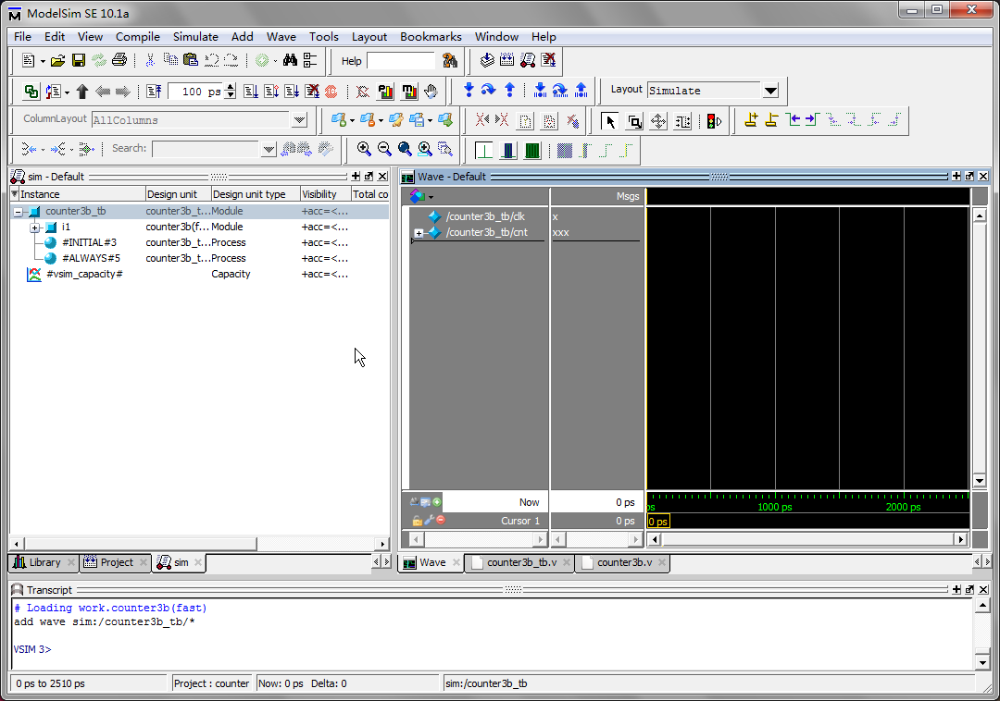 ModelSim SE 10.1a
File Edit View Compile Simulate Add Wave Tools Layout Bookmarks Window Help
Help
100 ps
Layout Simulate
ColumnLayout AllColumns
Search:
sim - Default
Instance Design unit Design unit type Visibility Total co
counter3b_tb counter3b_t... Module +acc=<...
i1 counter3b(f... Module +acc=<...
#INITIAL#3 counter3b_t... Process +acc=<...
#ALWAYS#5 counter3b_t... Process +acc=<...
#vsim_capacity# Capacity +acc=<...
Library Project sim
Wave - Default
Msgs
/counter3b_tb/clk x
/counter3b_tb/cnt xxx
Now 0 ps
ps 1000 ps 2000 ps
Cursor 1 0 ps
0 ps
Wave counter3b_tb.v counter3b.v
Transcript
# Loading work.counter3b(fast)
add wave sim:/counter3b_tb/*
VSIM 3>
0 ps to 2510 ps Project : counter Now: 0 ps Delta: 0 sim:/counter3b_tb